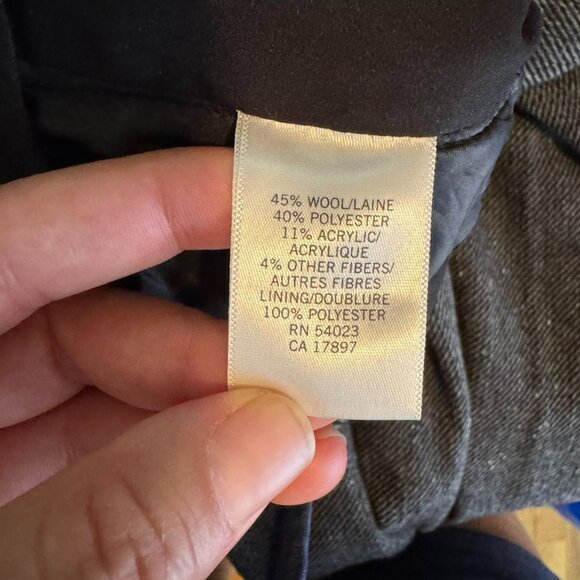 45% WOOL/LAINE
40% POLYESTER
11% ACRYLIC/
ACRYLIQUE
4% OTHER FIBERS/
AUTRES FIBRES
LINING/DOUBLURE
100% POLYESTER
RN 54023
CA 17897